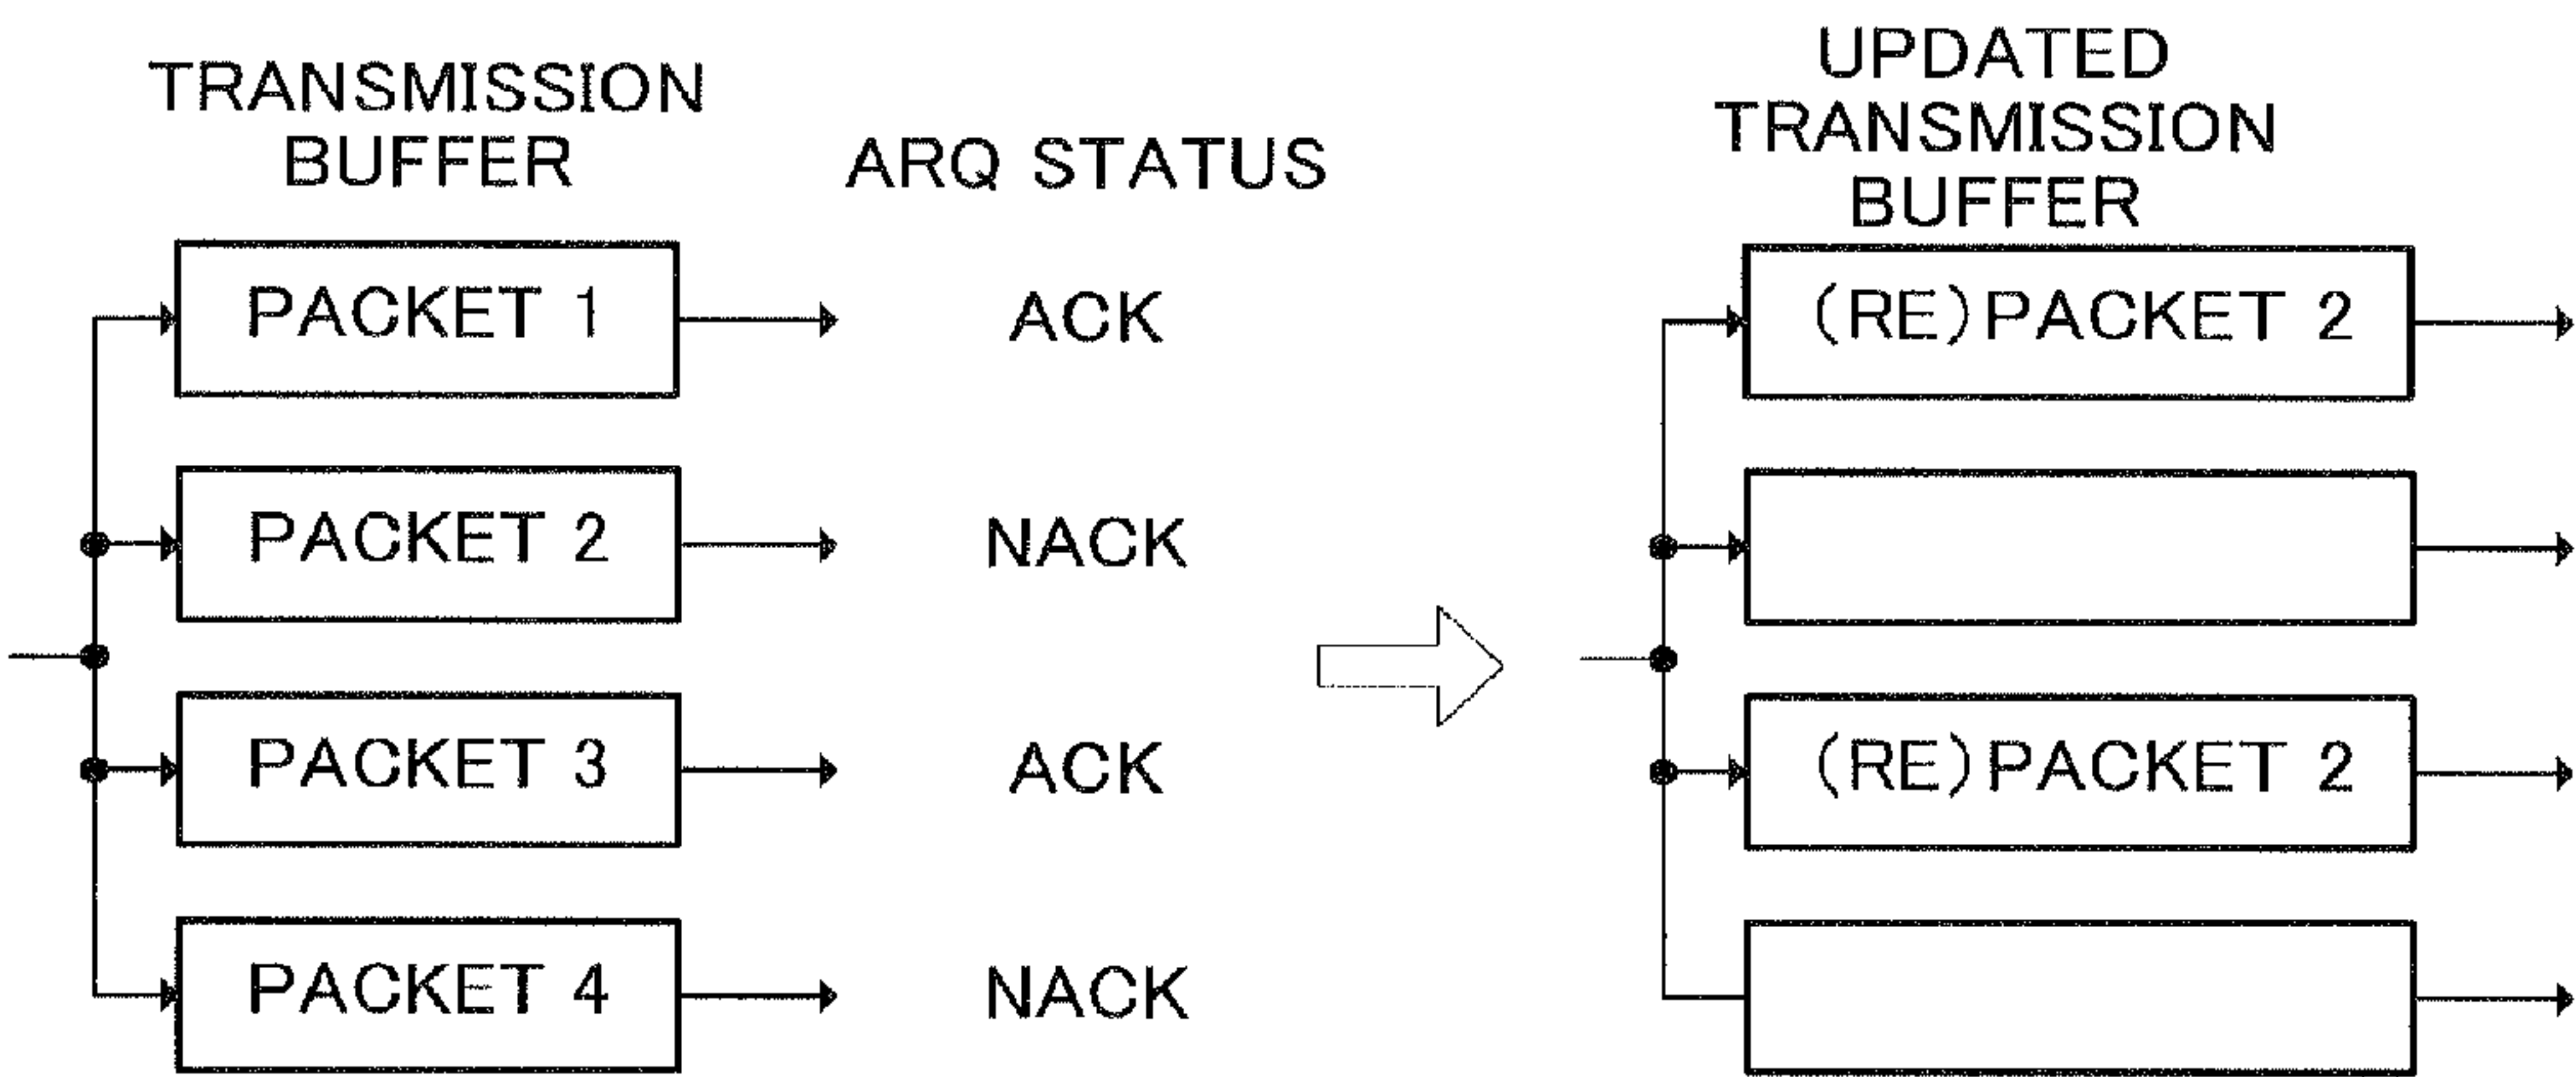 TRANSMISSION
BUFFER
ARQ STATUS
UPDATED
TRANSMISSION
BUFFER
PACKET 1
ACK
(RE)PACKET 2
PACKET 2
NACK
PACKET 3
ACK
(RE)PACKET 2
PACKET 4
NACK